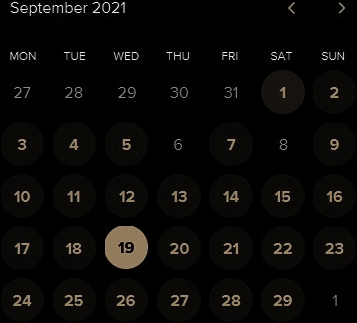 September 2021
MON TUE WED THU FRI SAT SUN
27 28 29 30 31 1 2
3 4 5 6 7 8 9
10 11 12 13 14 15 16
17 18 19 20 21 22 23
24 25 26 27 28 29 1